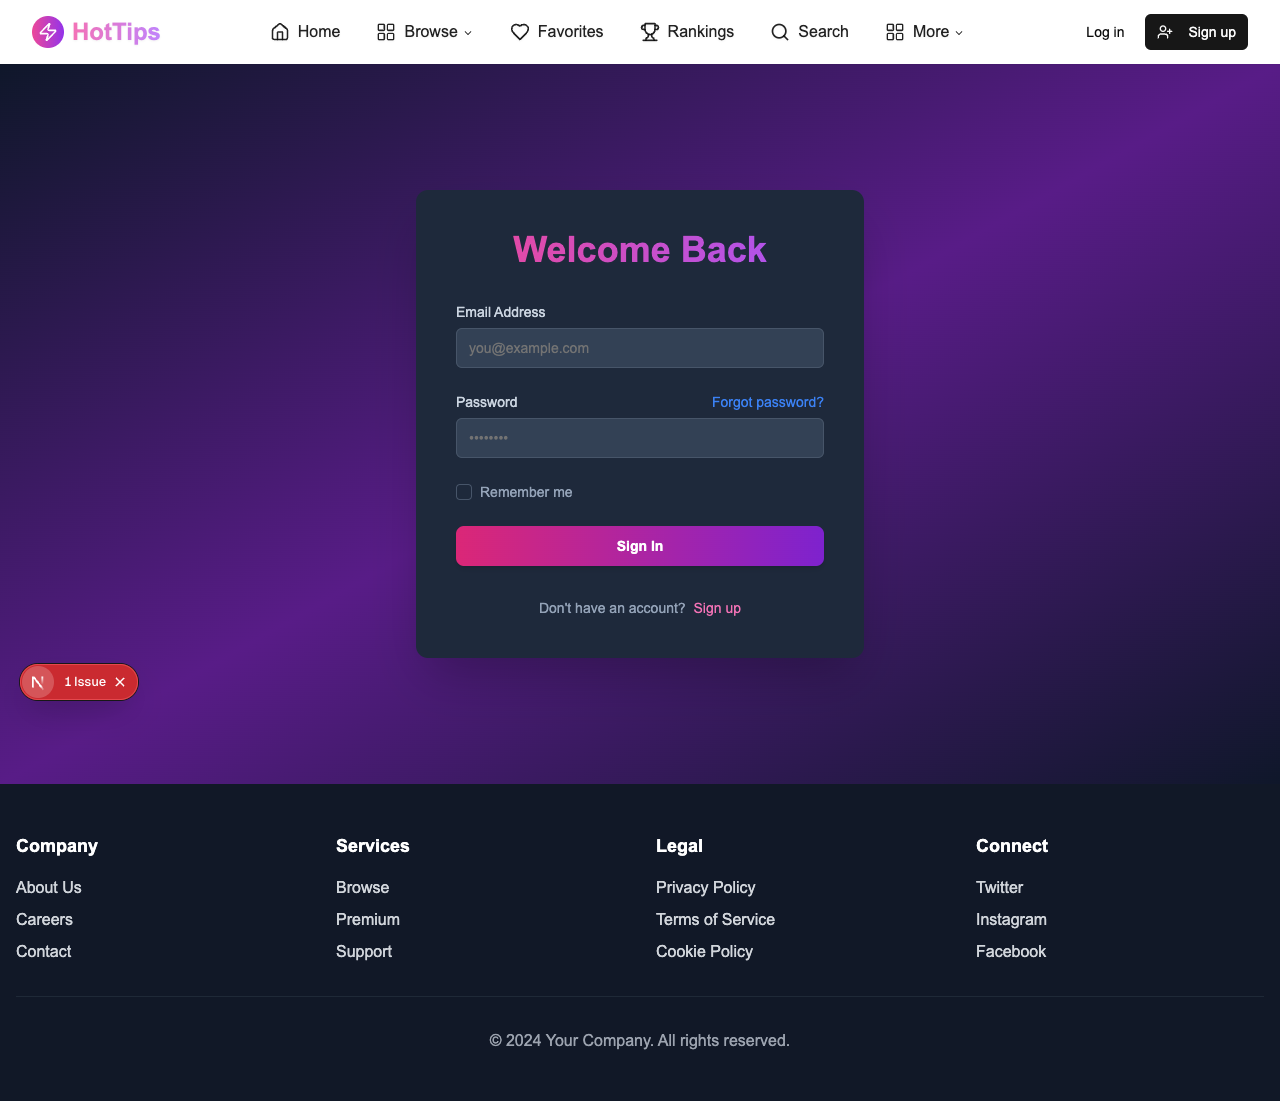 HotTips
Home
Browse
Favorites
Rankings
Search
More
Log in
Sign up
Welcome Back
Email Address
you@example.com
Password
Forgot password?
••••••••
Remember me
Sign in
Don't have an account? Sign up
1 Issue
Company
About Us
Careers
Contact
Services
Browse
Premium
Support
Legal
Privacy Policy
Terms of Service
Cookie Policy
Connect
Twitter
Instagram
Facebook
© 2024 Your Company. All rights reserved.